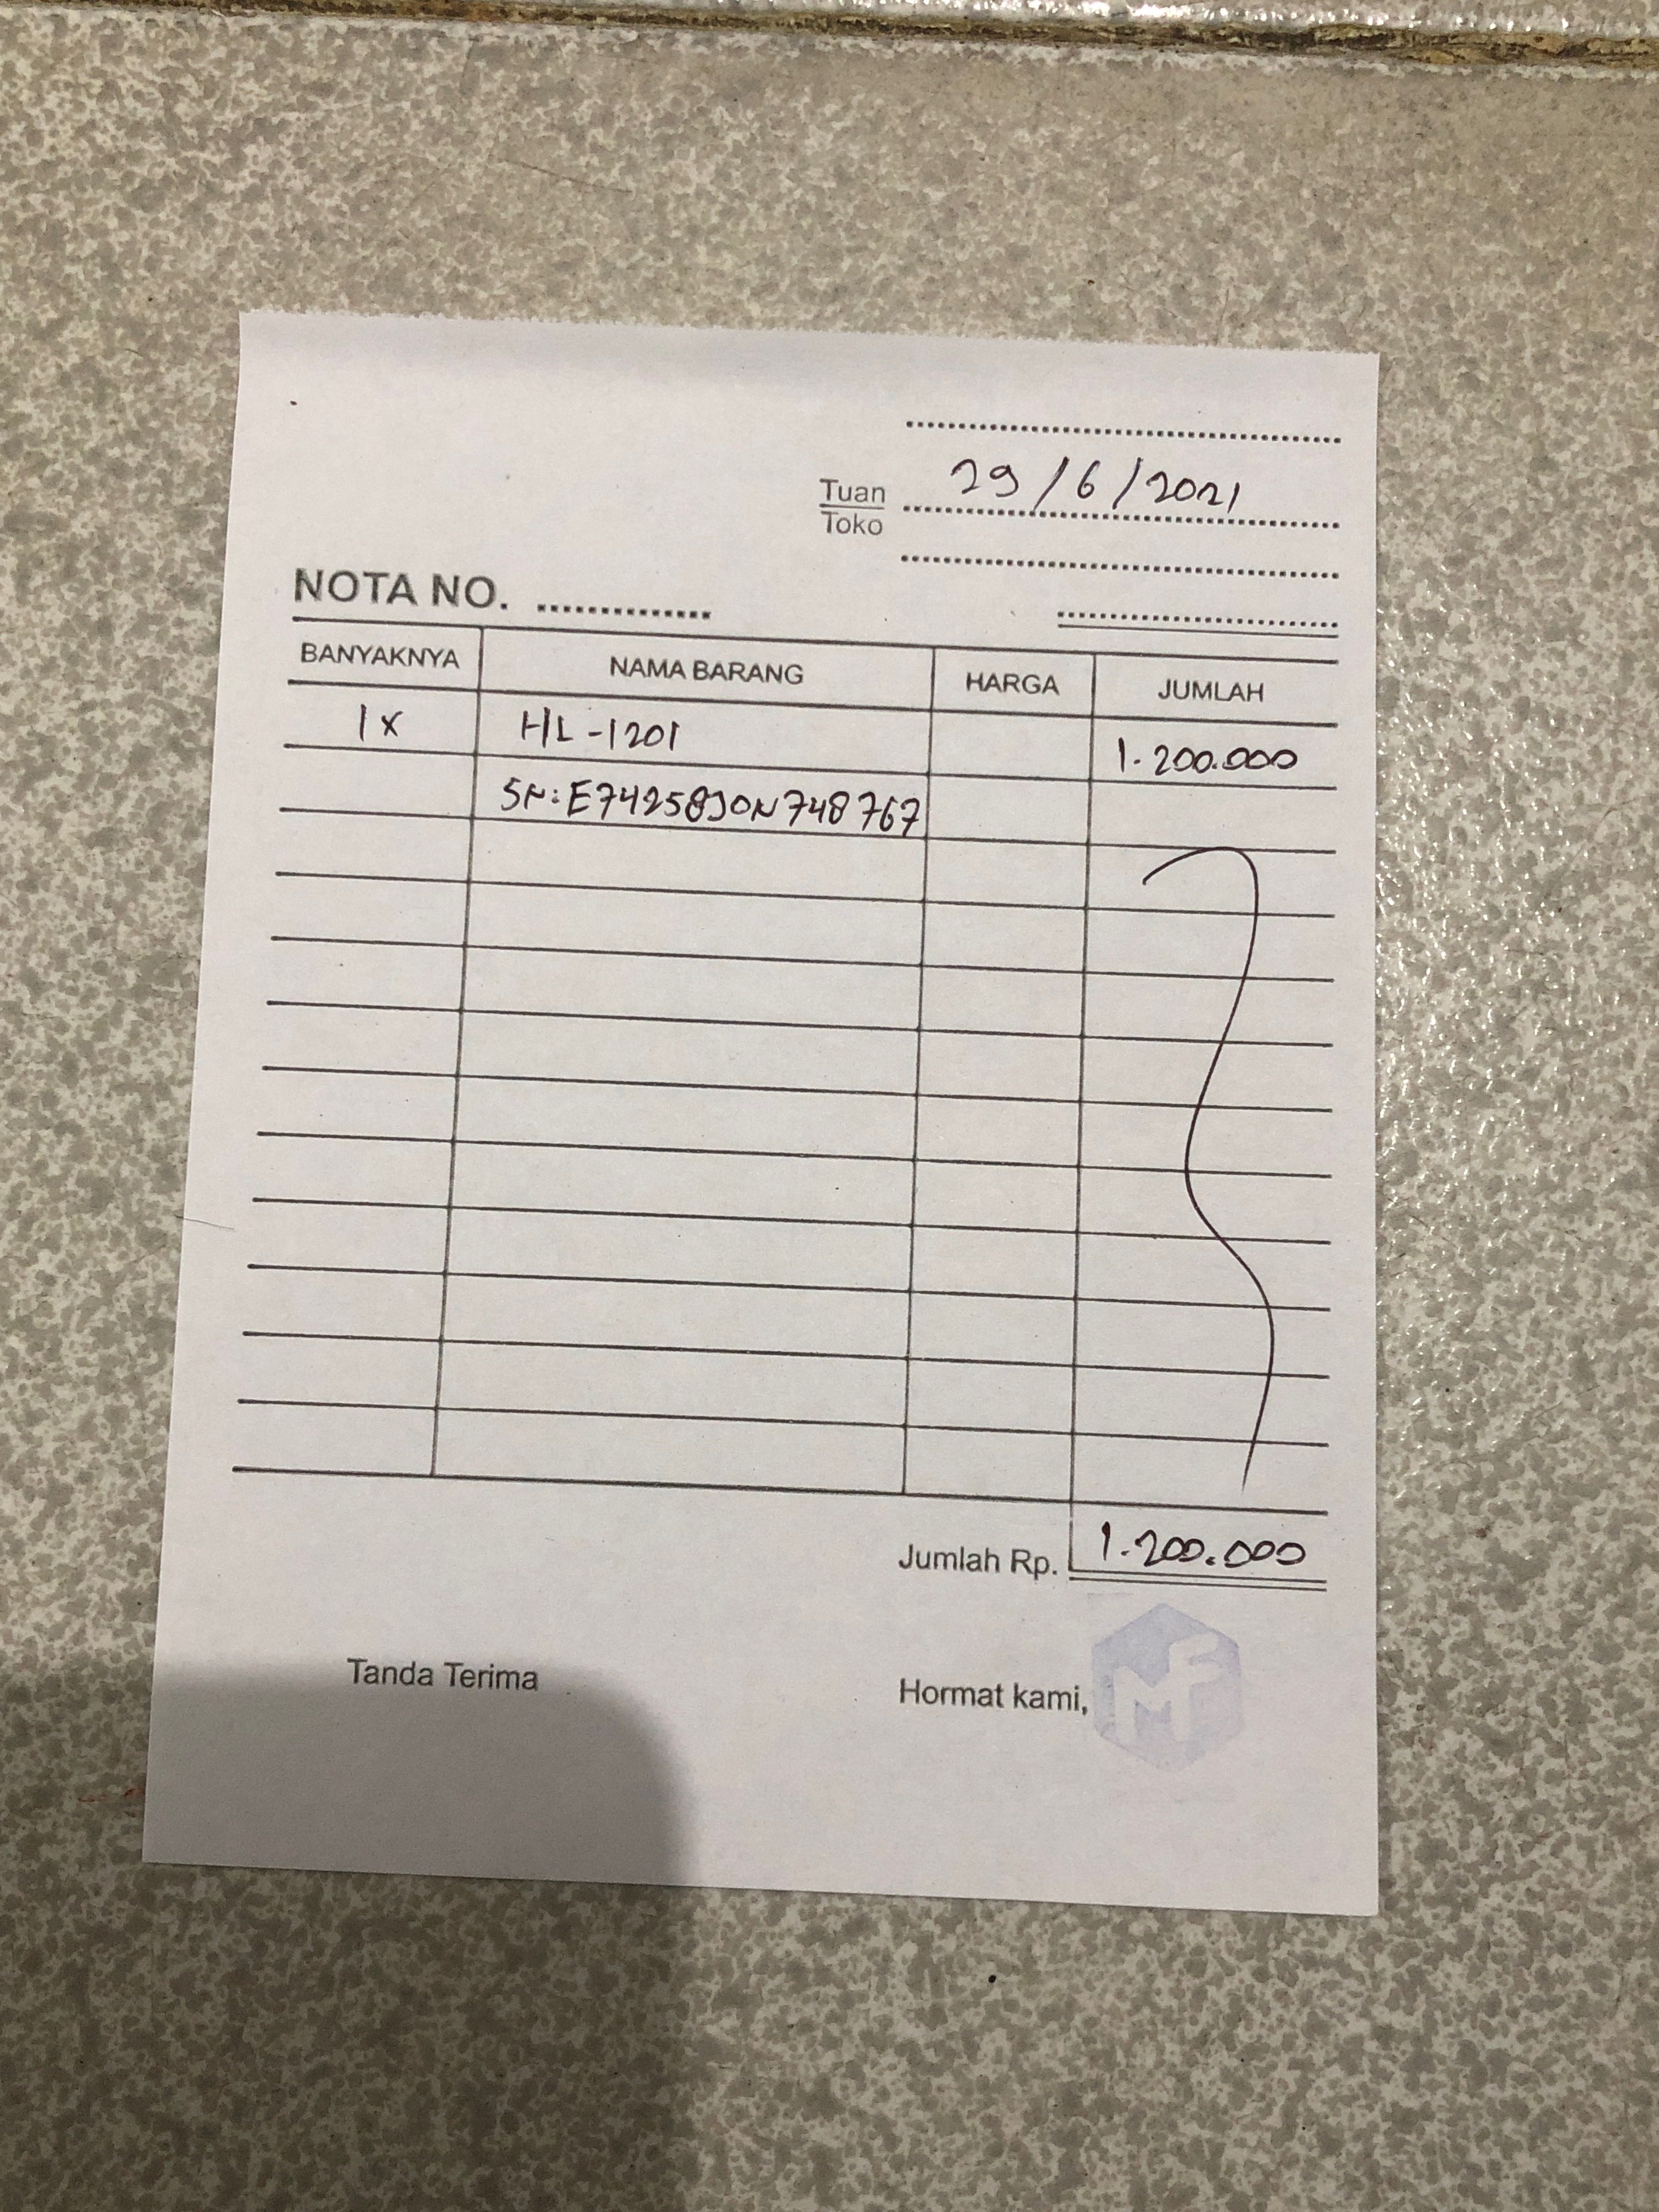 29/6/2021
Tuan
Toko
NOTA NO.
BANYAKNYA NAMA BARANG HARGA JUMLAH
1x HL-1201 1.200.000
SN: E74258J0N748767
Jumlah Rp. 1.200.000
Tanda Terima Hormat kami,
MF